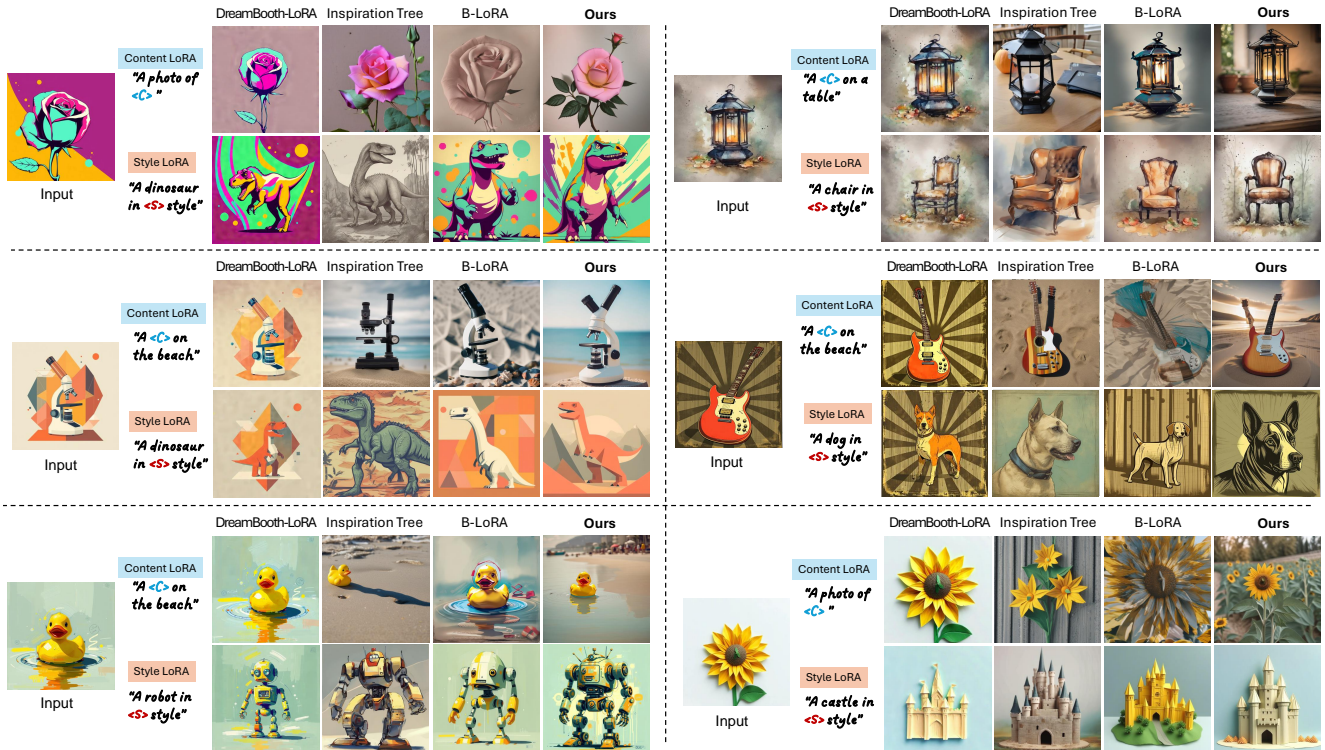 DreamBooth-LoRA Inspiration Tree B-LoRA Ours
Content LoRA
"A photo of
<C> "
Style LoRA
"A dinosaur
in <S> style"
Input
DreamBooth-LoRA Inspiration Tree B-LoRA Ours
Content LoRA
"A <C> on a
table"
Style LoRA
"A chair in
<S> style"
Input
DreamBooth-LoRA Inspiration Tree B-LoRA Ours
Content LoRA
"A <C> on
the beach"
Style LoRA
"A dinosaur
in <S> style"
Input
DreamBooth-LoRA Inspiration Tree B-LoRA Ours
Content LoRA
"A <C> on
the beach"
Style LoRA
"A dog in
<S> style"
Input
DreamBooth-LoRA Inspiration Tree B-LoRA Ours
Content LoRA
"A <C> on
the beach"
Style LoRA
"A robot in
<S> style"
Input
DreamBooth-LoRA Inspiration Tree B-LoRA Ours
Content LoRA
"A photo of
<C> "
Style LoRA
"A castle in
<S> style"
Input